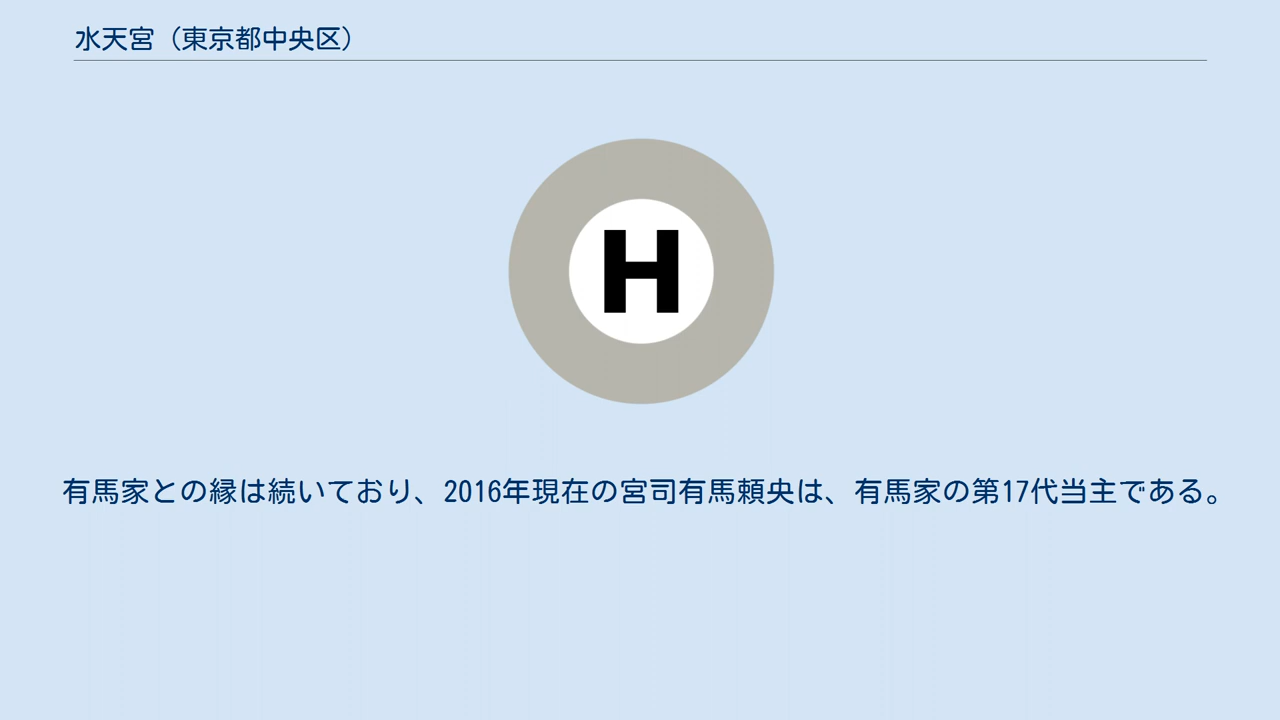 水天宮（東京都中央区）
H
有馬家との縁は続いており、2016年現在の宮司有馬頼央は、有馬家の第17代当主である。